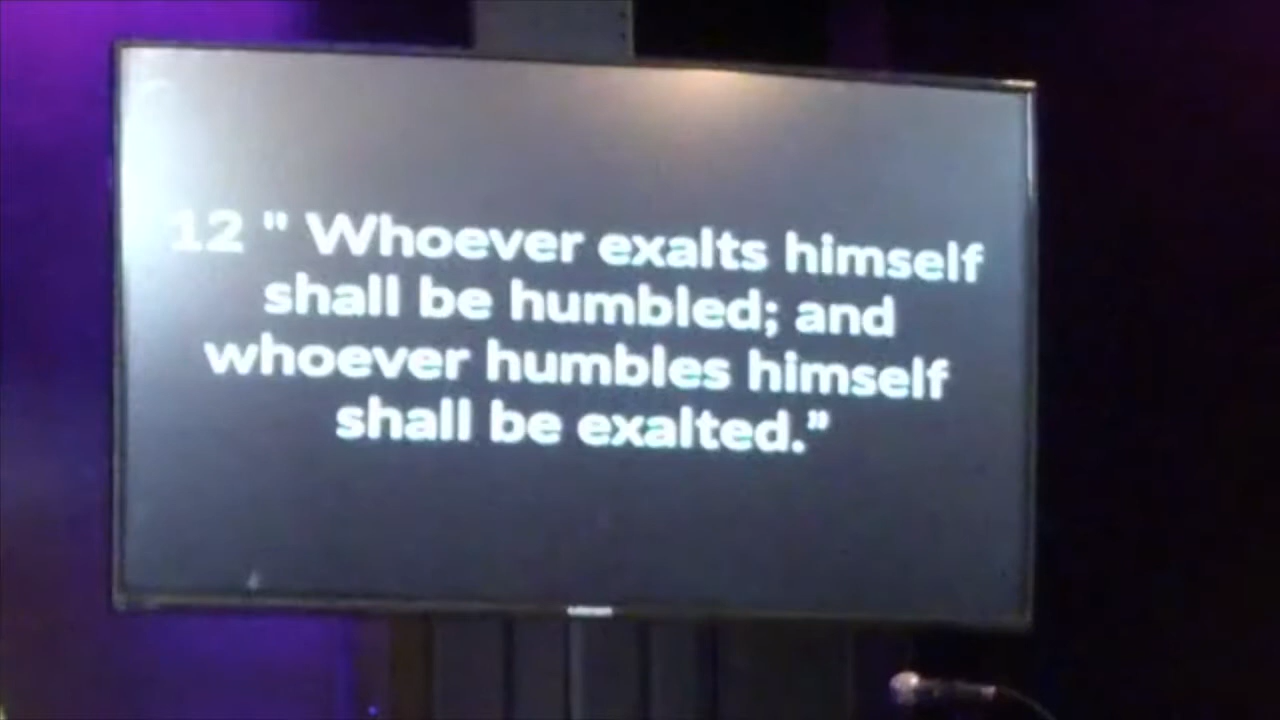 12 " Whoever exalts himself
shall be humbled; and
whoever humbles himself
shall be exalted.”